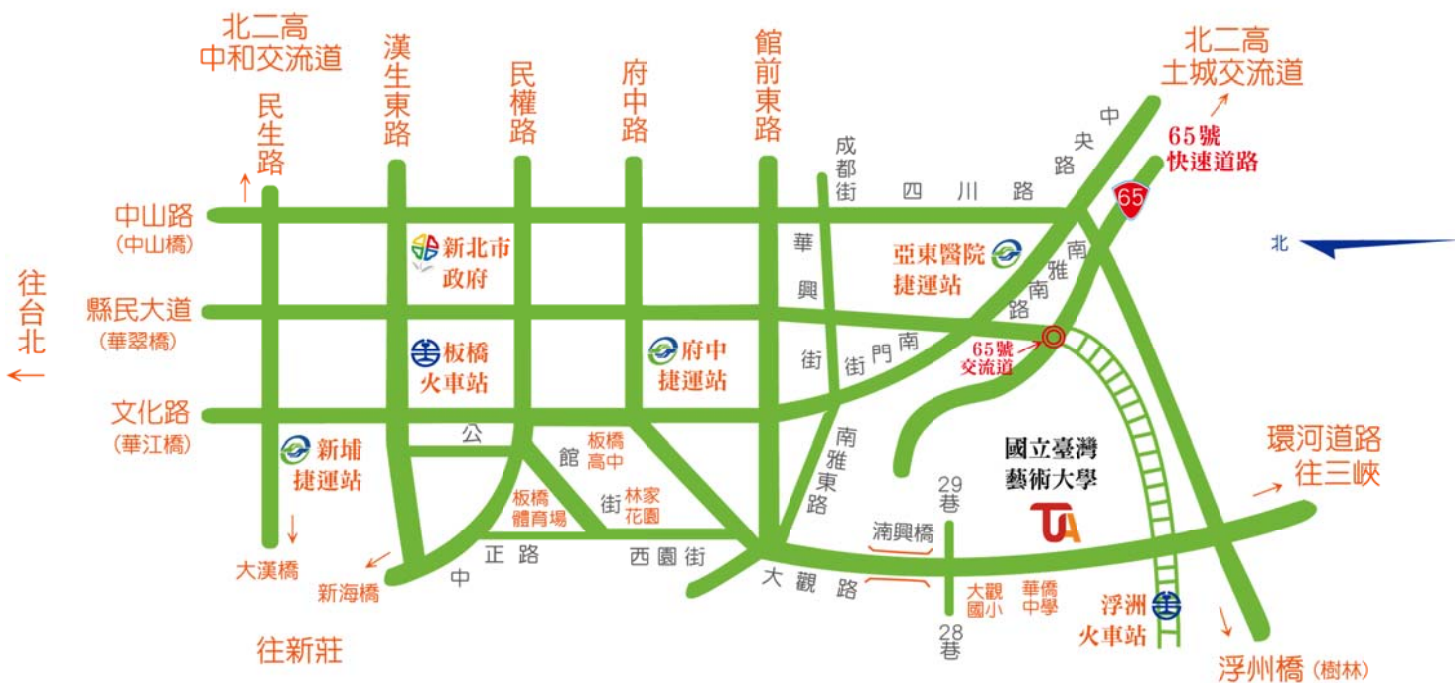 北二高
中和交流道
民生路
漢生東路
民權路
府中路
館前東路
成都街
四川路
中央路
北二高
土城交流道
65號
快速道路
65
中山路
(中山橋)
新北市
政府
華興街
亞東醫院
捷運站
南雅南路
北
往台北
縣民大道
(華翠橋)
板橋
火車站
府中
捷運站
南門街
65號
交流道
文化路
(華江橋)
新埔
捷運站
公館街
板橋
高中
板橋
體育場
林家
花園
南雅東路
29巷
國立臺灣
藝術大學
環河道路
往三峽
大漢橋
新海橋
中正路
西園街
大觀路
湳興橋
大觀
國小
華僑
中學
28巷
浮洲
火車站
往新莊
浮州橋 (樹林)